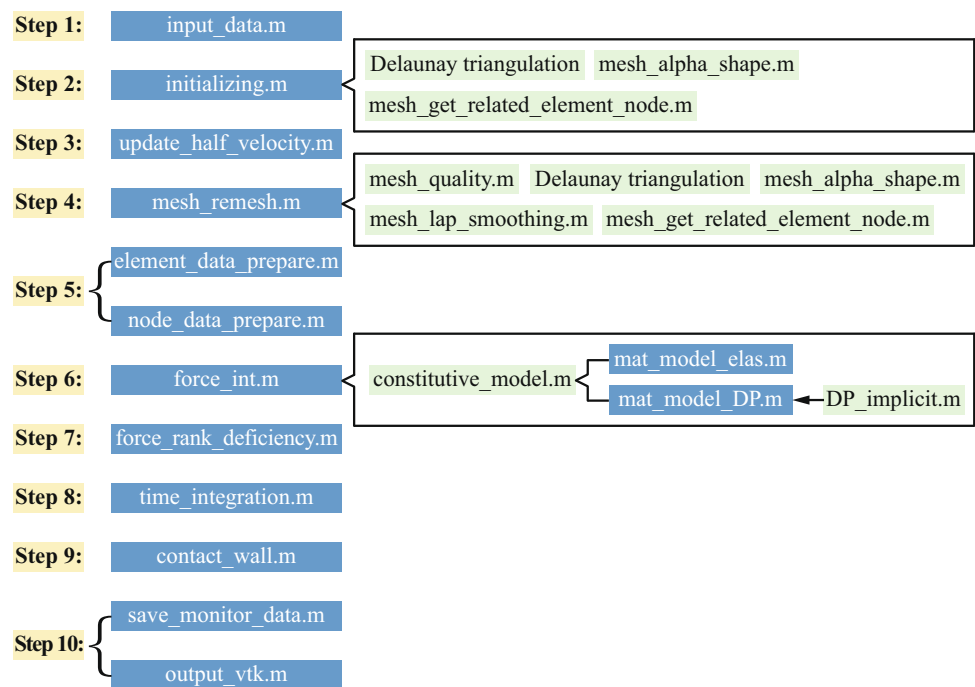 Step 1: input_data.m
Step 2: initializing.m
Delaunay triangulation mesh_alpha_shape.m
mesh_get_related_element_node.m
Step 3: update_half_velocity.m
Step 4: mesh_remesh.m
mesh_quality.m Delaunay triangulation mesh_alpha_shape.m
mesh_lap_smoothing.m mesh_get_related_element_node.m
Step 5:
element_data_prepare.m
node_data_prepare.m
Step 6: force_int.m
constitutive_model.m
mat_model_elas.m
mat_model_DP.m DP_implicit.m
Step 7: force_rank_deficiency.m
Step 8: time_integration.m
Step 9: contact_wall.m
Step 10:
save_monitor_data.m
output_vtk.m